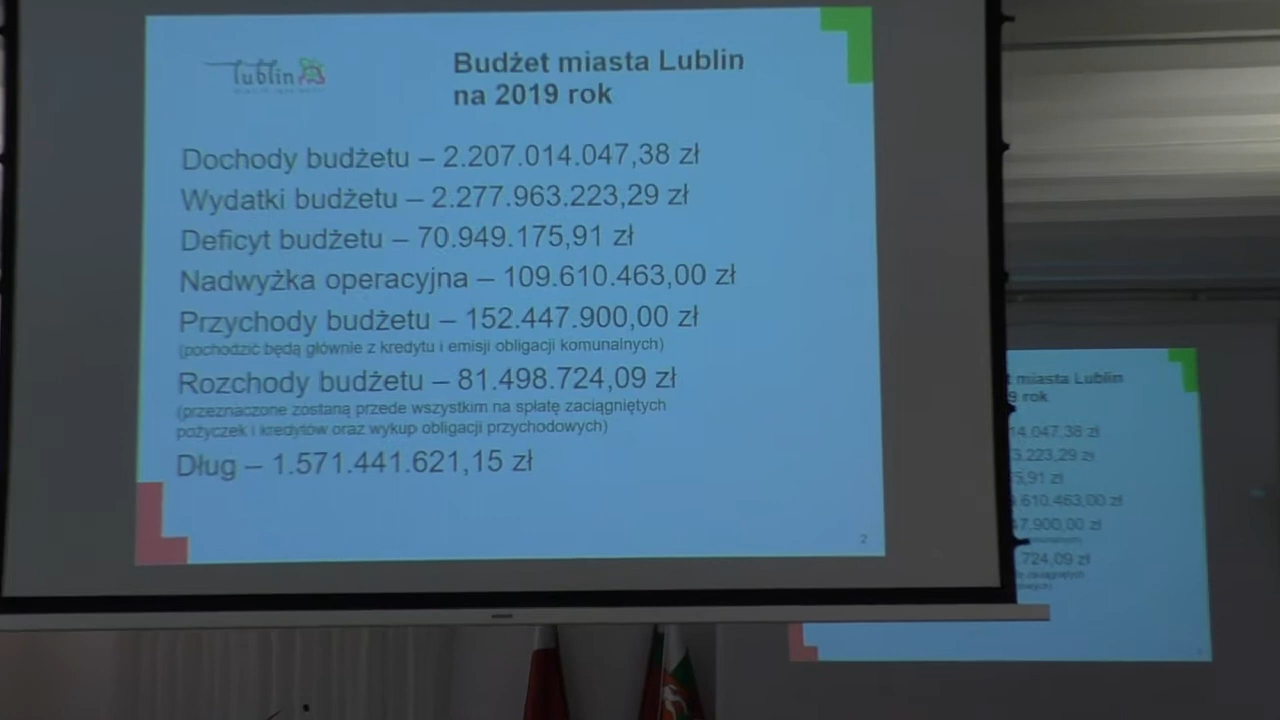 lublin
Budżet miasta Lublin
na 2019 rok
Dochody budżetu – 2.207.014.047,38 zł
Wydatki budżetu – 2.277.963.223,29 zł
Deficyt budżetu – 70.949.175,91 zł
Nadwyżka operacyjna – 109.610.463,00 zł
Przychody budżetu – 152.447.900,00 zł
(pochodzić będą głównie z kredytu i emisji obligacji komunalnych)
Rozchody budżetu – 81.498.724,09 zł
(przeznaczone zostaną przede wszystkim na spłatę zaciągniętych
pożyczek i kredytów oraz wykup obligacji przychodowych)
Dług – 1.571.441.621,15 zł
2
t miasta Lublin
9 rok
14.047,38 zł
3.223,29 zł
5,91 zł
610.463,00 zł
47.900,00 zł
.724,09 zł